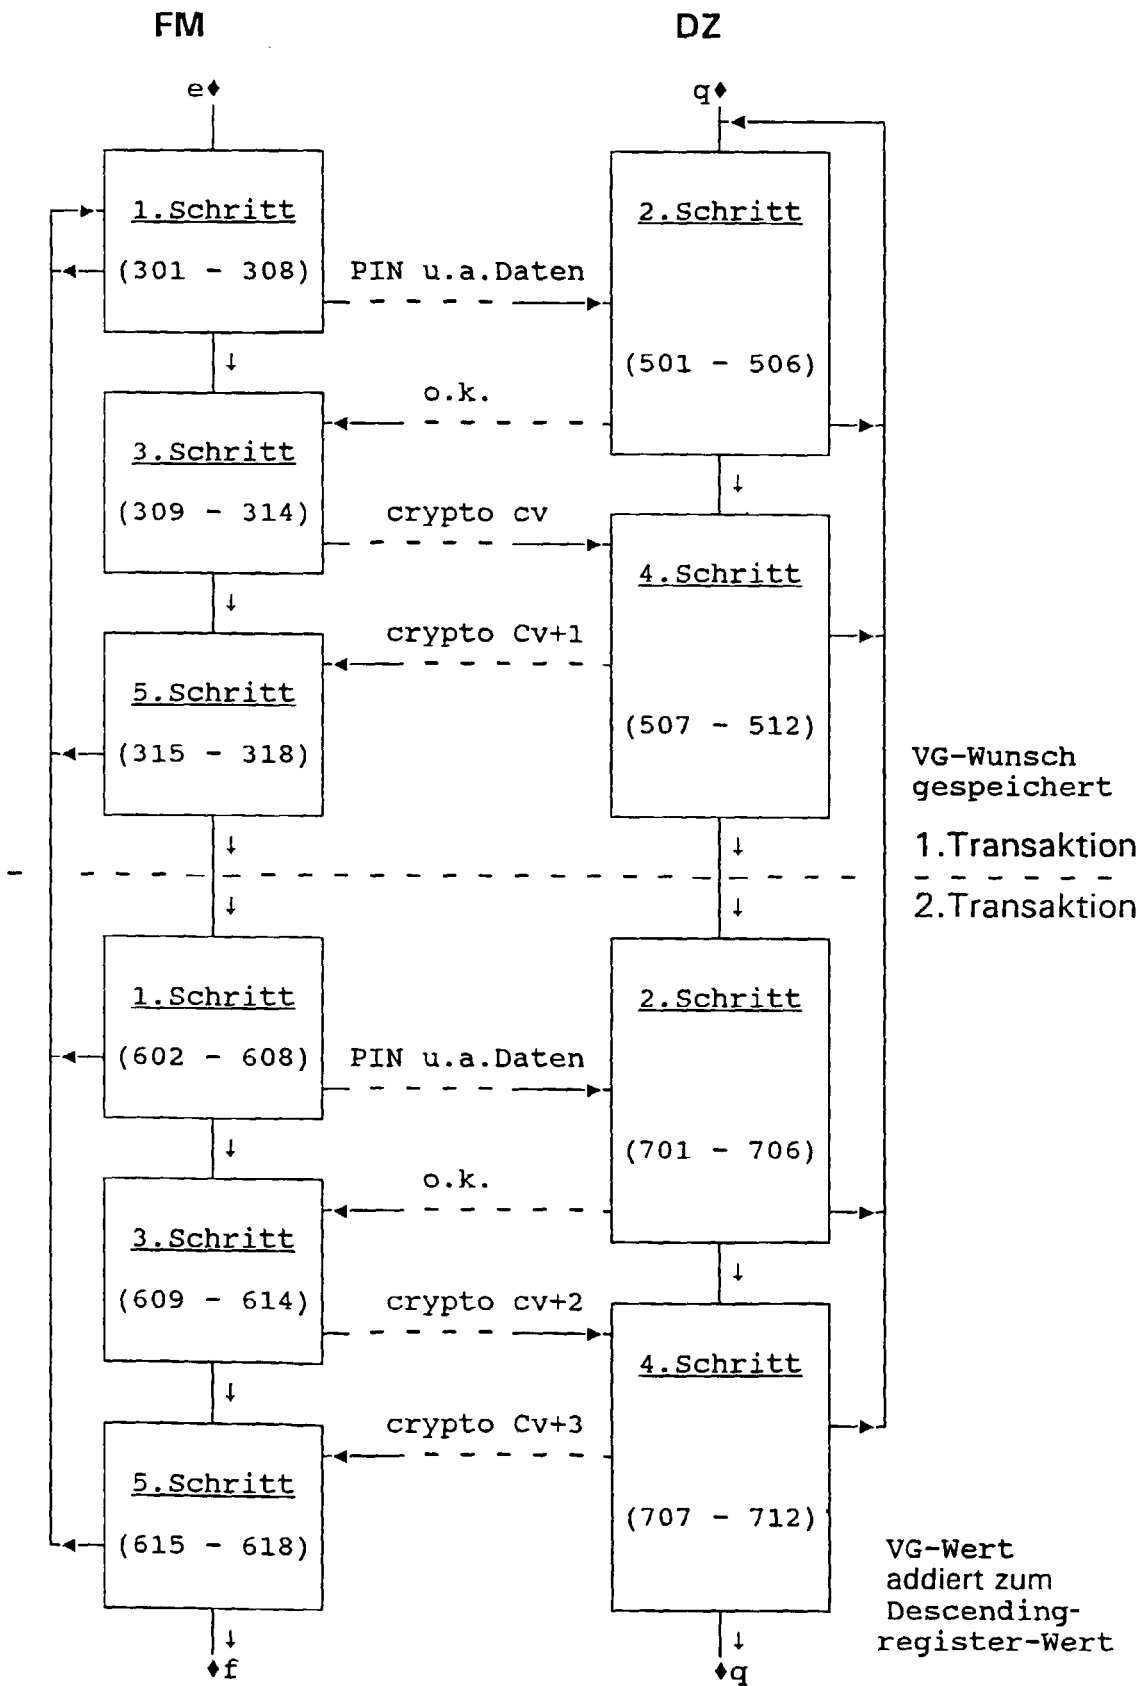 FM DZ
e♦ q♦
1.Schritt 2.Schritt
(301 - 308) PIN u.a.Daten
(501 - 506)
o.k.
3.Schritt
(309 - 314) crypto cv
4.Schritt
crypto Cv+1
5.Schritt
(315 - 318) (507 - 512)
VG-Wunsch
gespeichert
1.Transaktion
2.Transaktion
1.Schritt 2.Schritt
(602 - 608) PIN u.a.Daten
(701 - 706)
o.k.
3.Schritt
(609 - 614) crypto cv+2
4.Schritt
crypto Cv+3
5.Schritt
(615 - 618) (707 - 712)
VG-Wert
addiert zum
Descending-
register-Wert
♦f ♦q